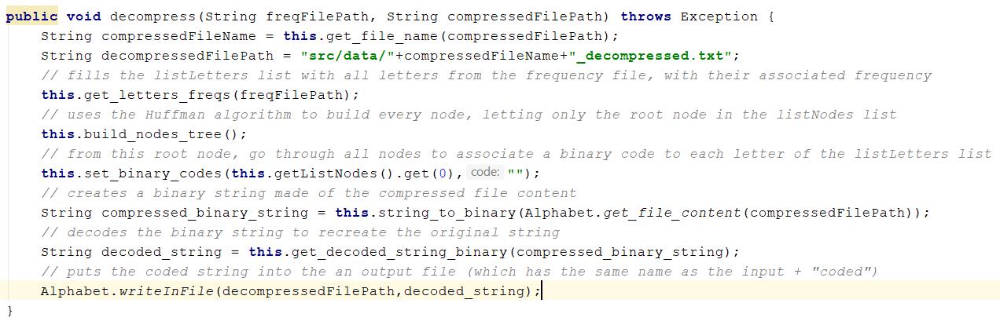 public void decompress(String freqFilePath, String compressedFilePath) throws Exception {
    String compressedFileName = this.get_file_name(compressedFilePath);
    String decompressedFilePath = "src/data/"+compressedFileName+"_decompressed.txt";
    // fills the listLetters list with all letters from the frequency file, with their associated frequency
    this.get_letters_freqs(freqFilePath);
    // uses the Huffman algorithm to build every node, letting only the root node in the listNodes list
    this.build_nodes_tree();
    // from this root node, go through all nodes to associate a binary code to each letter of the listLetters list
    this.set_binary_codes(this.getListNodes().get(0), code: "");
    // creates a binary string made of the compressed file content
    String compressed_binary_string = this.string_to_binary(Alphabet.get_file_content(compressedFilePath));
    // decodes the binary string to recreate the original string
    String decoded_string = this.get_decoded_string_binary(compressed_binary_string);
    // puts the coded string into the an output file (which has the same name as the input + "coded")
    Alphabet.writeInFile(decompressedFilePath,decoded_string);
}